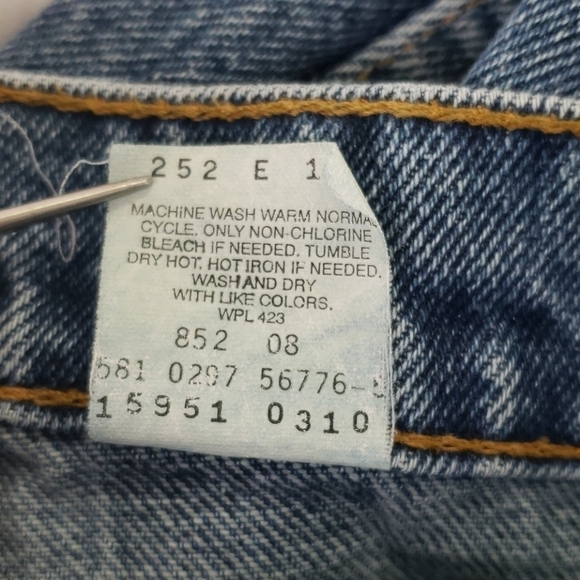 252 E 1
MACHINE WASH WARM NORMAL
CYCLE. ONLY NON-CHLORINE
BLEACH IF NEEDED. TUMBLE
DRY HOT. HOT IRON IF NEEDED.
WASH AND DRY
WITH LIKE COLORS.
WPL 423
852 08
581 0297
15951 0310